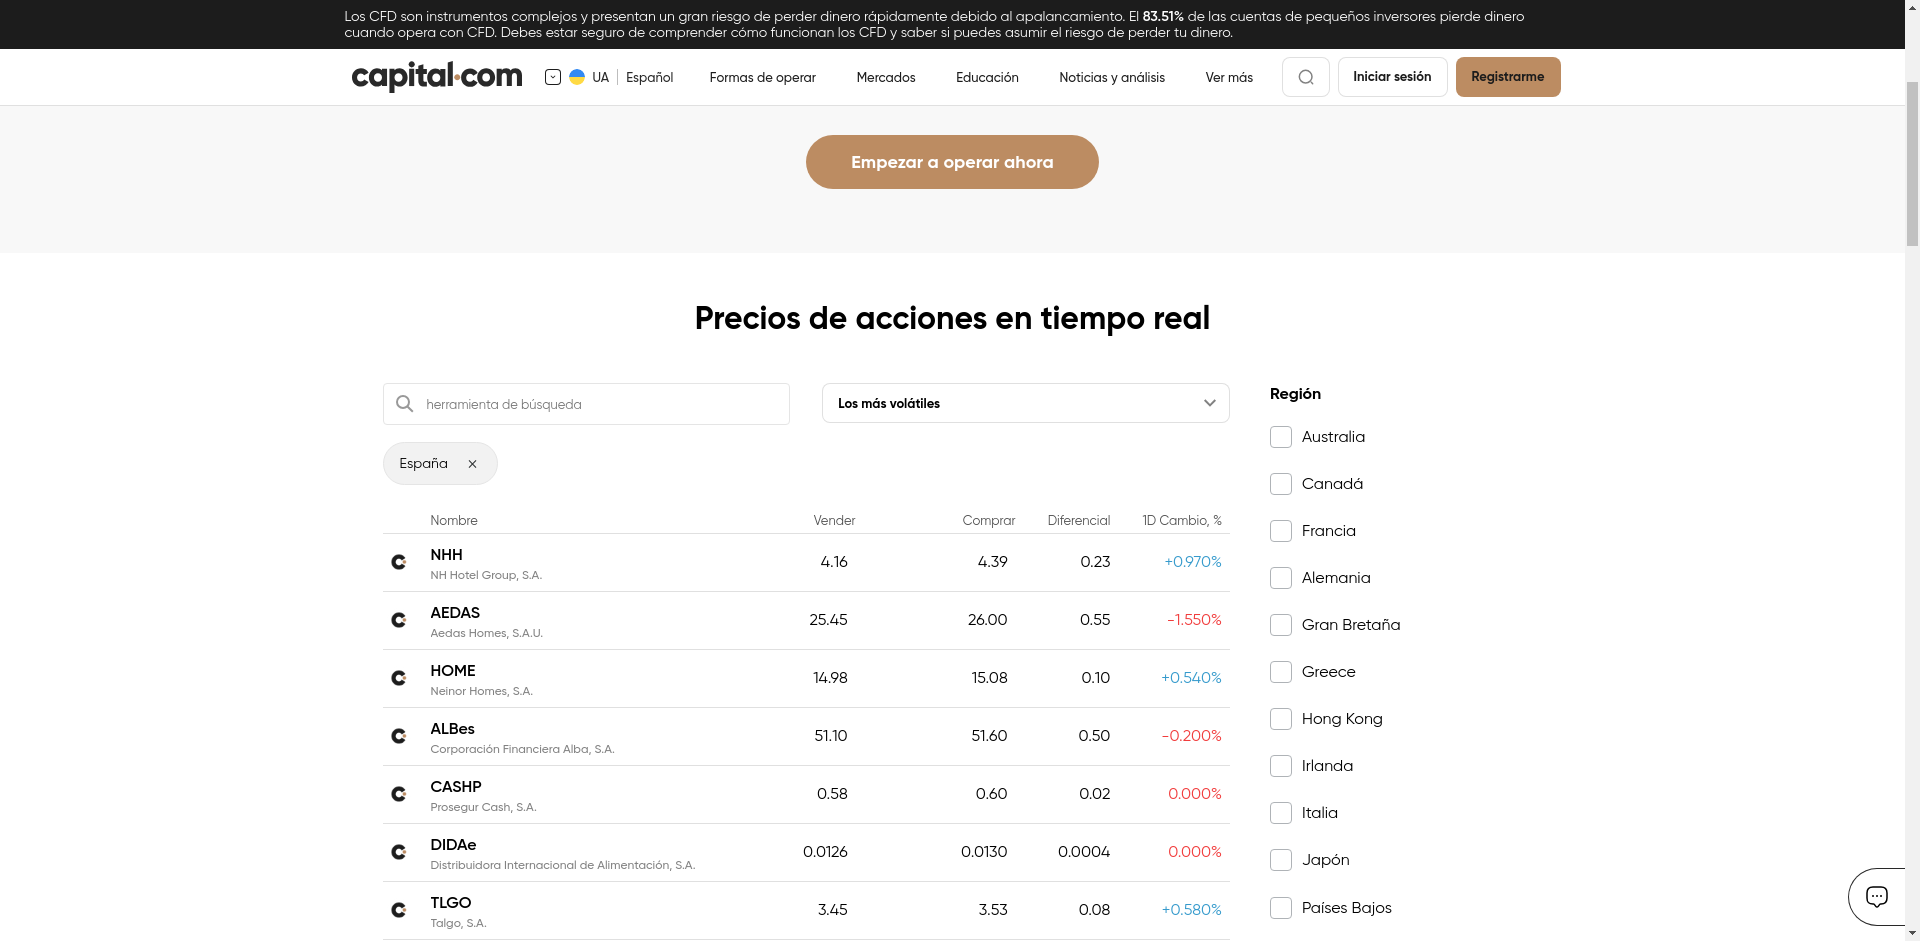 Los CFD son instrumentos complejos y presentan un gran riesgo de perder dinero rápidamente debido al apalancamiento. El 83.51% de las cuentas de pequeños inversores pierde dinero
cuando opera con CFD. Debes estar seguro de comprender cómo funcionan los CFD y saber si puedes asumir el riesgo de perder tu dinero.
capital.com UA Español Formas de operar Mercados Educación Noticias y análisis Ver más Iniciar sesión Registrarme
Empezar a operar ahora
Precios de acciones en tiempo real
herramienta de búsqueda
Los más volátiles
España
Nombre Vender Comprar Diferencial 1D Cambio, %
NHH 4.16 4.39 0.23 +0.970%
NH Hotel Group, S.A.
AEDAS 25.45 26.00 0.55 -1.550%
Aedas Homes, S.A.U.
HOME 14.98 15.08 0.10 +0.540%
Neinor Homes, S.A.
ALBes 51.10 51.60 0.50 -0.200%
Corporación Financiera Alba, S.A.
CASHP 0.58 0.60 0.02 0.000%
Prosegur Cash, S.A.
DIDAe 0.0126 0.0130 0.0004 0.000%
Distribuidora Internacional de Alimentación, S.A.
TLGO 3.45 3.53 0.08 +0.580%
Talgo, S.A.
Región
Australia
Canadá
Francia
Alemania
Gran Bretaña
Greece
Hong Kong
Irlanda
Italia
Japón
Países Bajos